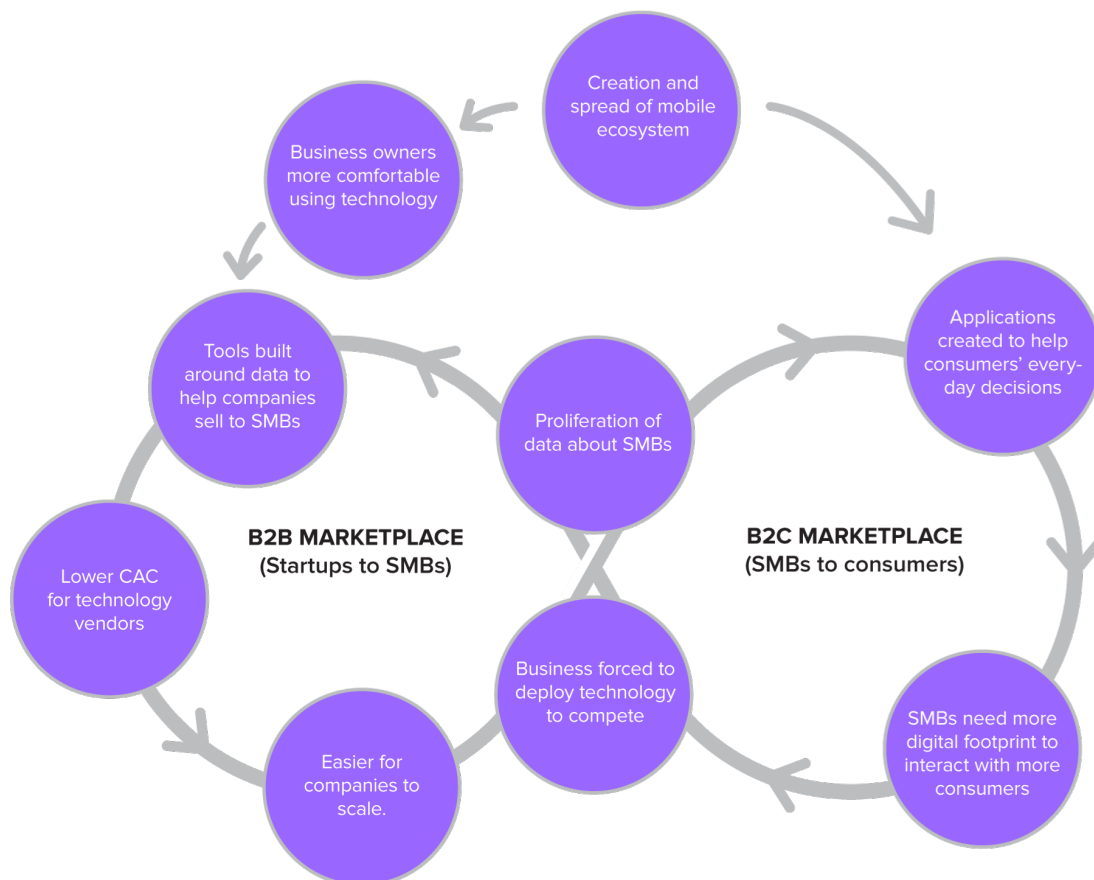 Creation and
spread of mobile
ecosystem
Business owners
more comfortable
using technology
Tools built
around data to
help companies
sell to SMBs
Proliferation of
data about SMBs
Applications
created to help
consumers’ every-
day decisions
B2B MARKETPLACE
(Startups to SMBs)
B2C MARKETPLACE
(SMBs to consumers)
Lower CAC
for technology
vendors
Business forced to
deploy technology
to compete
Easier for
companies to
scale.
SMBs need more
digital footprint to
interact with more
consumers